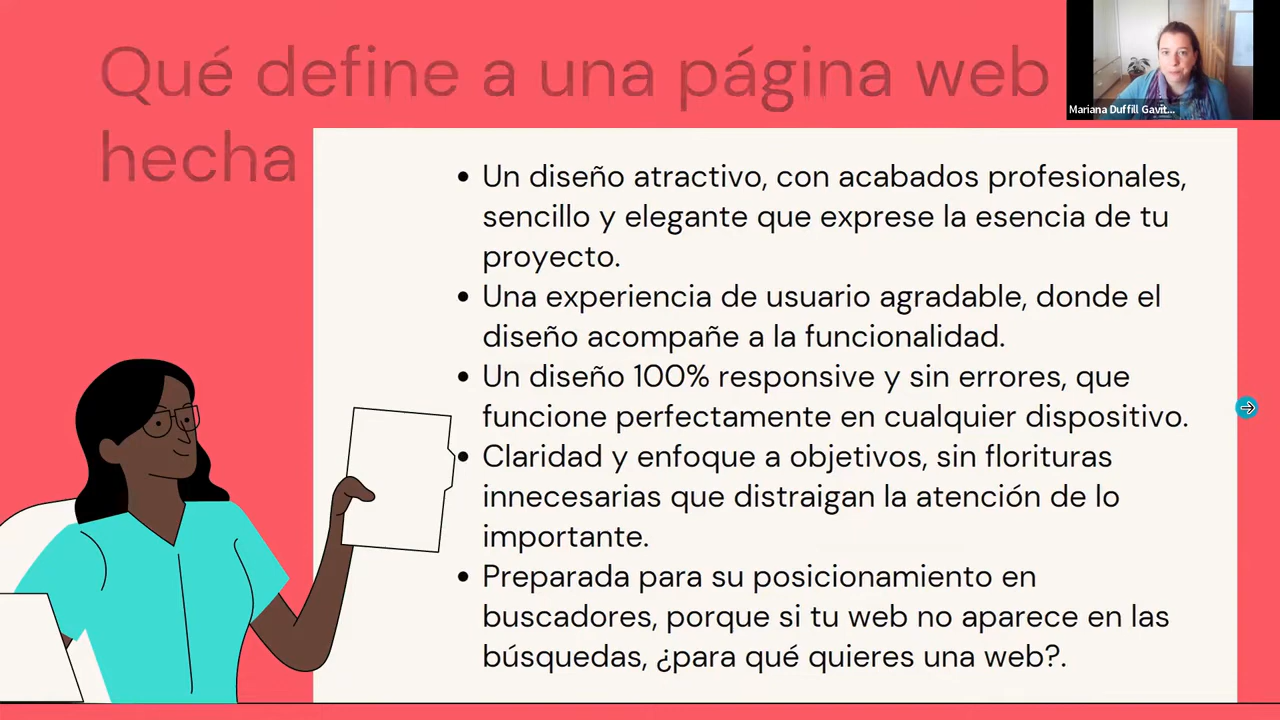 Qué define a una página web
hecha
Mariana Duffill Gavit...
• Un diseño atractivo, con acabados profesionales,
sencillo y elegante que exprese la esencia de tu
proyecto.
• Una experiencia de usuario agradable, donde el
diseño acompañe a la funcionalidad.
• Un diseño 100% responsive y sin errores, que
funcione perfectamente en cualquier dispositivo.
• Claridad y enfoque a objetivos, sin florituras
innecesarias que distraigan la atención de lo
importante.
• Preparada para su posicionamiento en
buscadores, porque si tu web no aparece en las
búsquedas, ¿para qué quieres una web?.